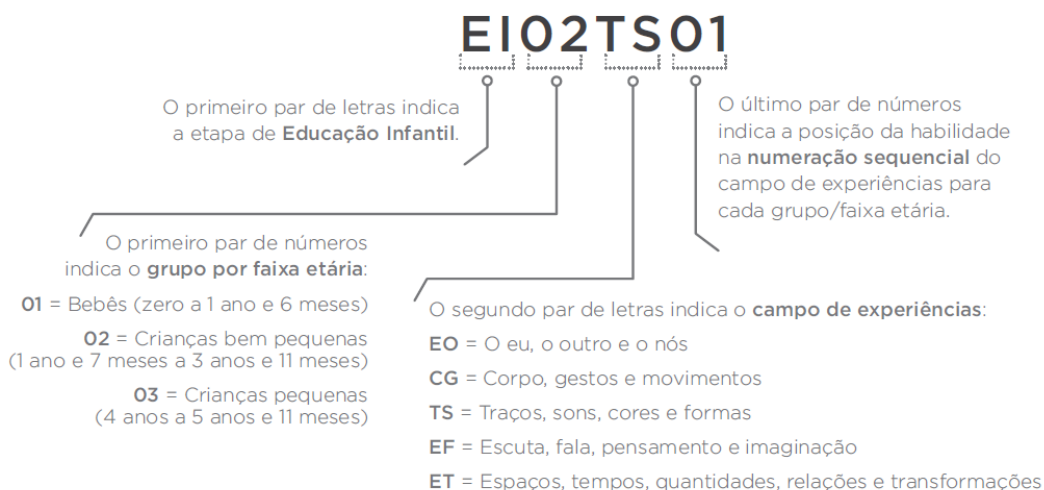 EI02TS01
O primeiro par de letras indica
a etapa de Educação Infantil.
O último par de números
indica a posição da habilidade
na numeração sequencial do
campo de experiências para
cada grupo/faixa etária.
O primeiro par de números
indica o grupo por faixa etária:
01 = Bebês (zero a 1 ano e 6 meses)
02 = Crianças bem pequenas
(1 ano e 7 meses a 3 anos e 11 meses)
03 = Crianças pequenas
(4 anos a 5 anos e 11 meses)
O segundo par de letras indica o campo de experiências:
EO = O eu, o outro e o nós
CG = Corpo, gestos e movimentos
TS = Traços, sons, cores e formas
EF = Escuta, fala, pensamento e imaginação
ET = Espaços, tempos, quantidades, relações e transformações